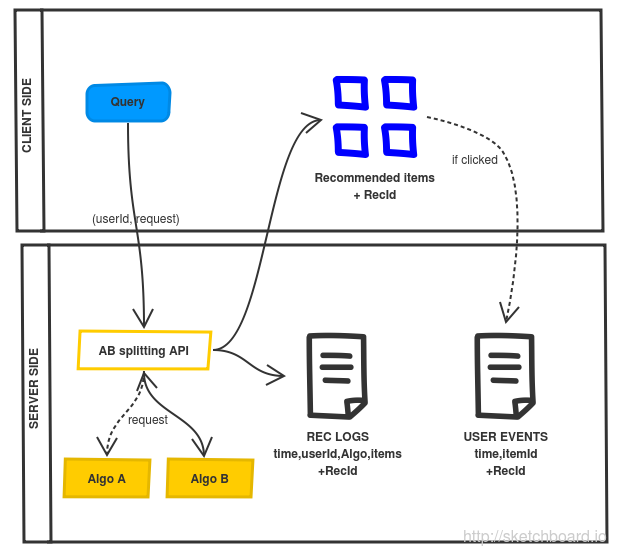 CLIENT SIDE
Query
(userId, request)
Recommended items
+ RecId
if clicked
SERVER SIDE
AB splitting API
request
Algo A
Algo B
REC LOGS
time,userId,Algo,items
+RecId
USER EVENTS
time,itemId
+RecId
http://sketchboard.io